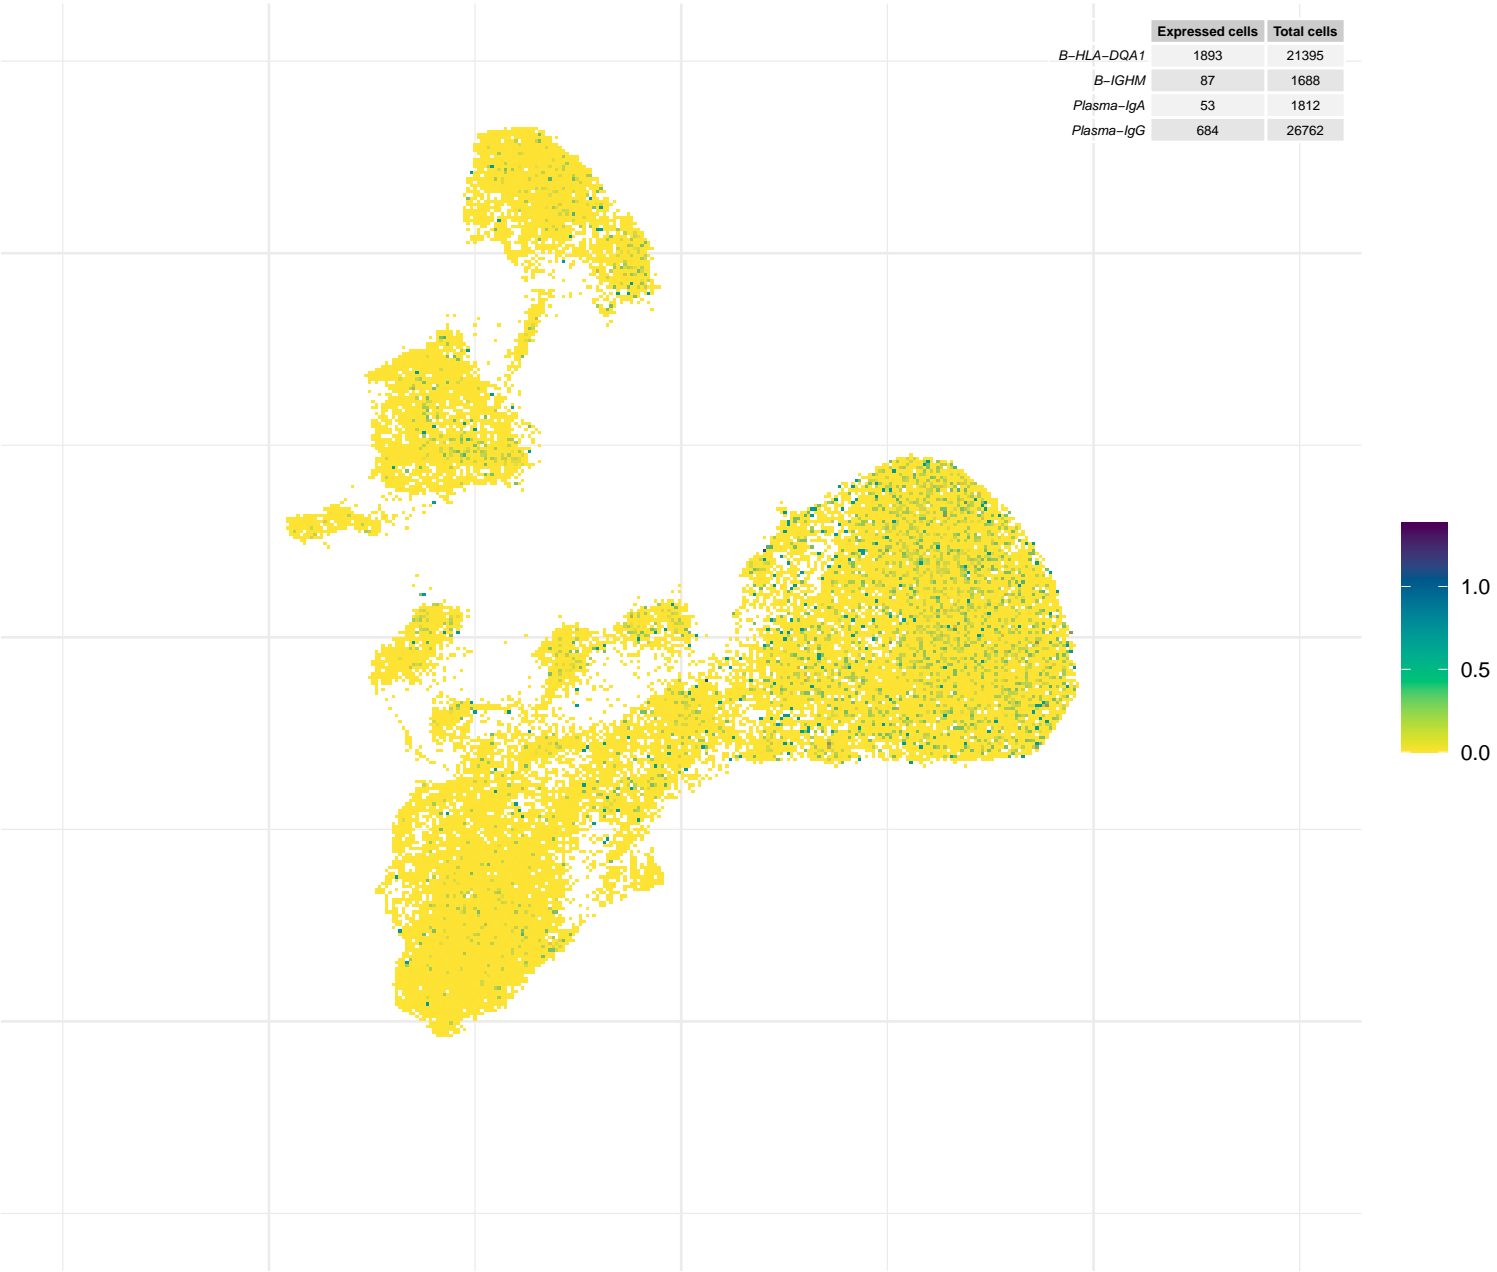 Expressed cells Total cells
B−HLA−DQA1 1893 21395
B−IGHM 87 1688
Plasma−IgA 53 1812
Plasma−IgG 684 26762
1.0
0.5
0.0